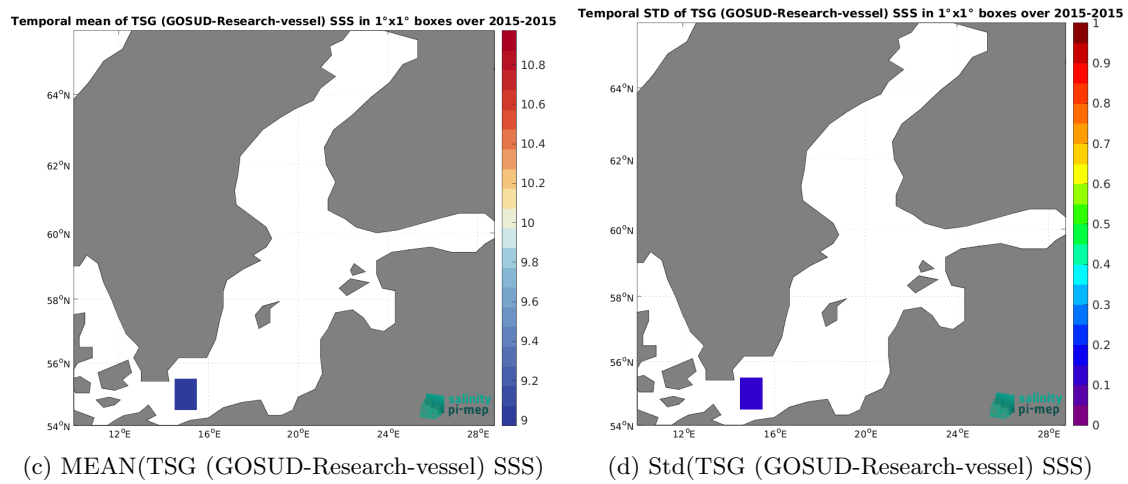 Temporal mean of TSG (GOSUD-Research-vessel) SSS in 1°x1° boxes over 2015-2015
64°N
62°N
60°N
58°N
56°N
54°N
12°E
16°E
20°E
24°E
28°E
10.8
10.6
10.4
10.2
10
9.8
9.6
9.4
9.2
9
salinity
pi-mep
(c) MEAN(TSG (GOSUD-Research-vessel) SSS)
Temporal STD of TSG (GOSUD-Research-vessel) SSS in 1°x1° boxes over 2015-2015
64°N
62°N
60°N
58°N
56°N
54°N
12°E
16°E
20°E
24°E
28°E
1
0.9
0.8
0.7
0.6
0.5
0.4
0.3
0.2
0.1
0
salinity
pi-mep
(d) Std(TSG (GOSUD-Research-vessel) SSS)